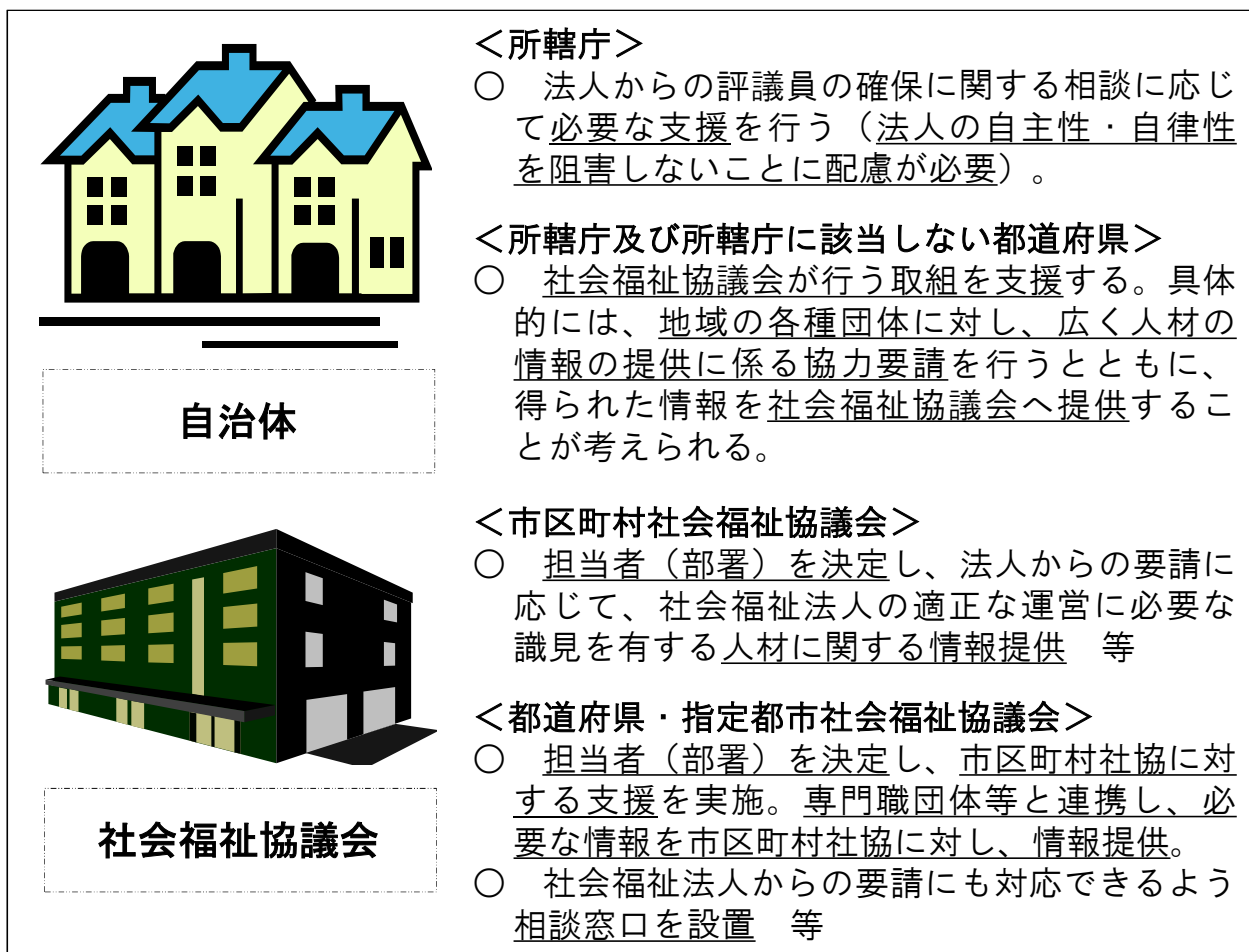 ＜所轄庁＞
○　法人からの評議員の確保に関する相談に応じ
て必要な支援を行う（法人の自主性・自律性
を阻害しないことに配慮が必要）。
＜所轄庁及び所轄庁に該当しない都道府県＞
○　社会福祉協議会が行う取組を支援する。具体
的には、地域の各種団体に対し、広く人材の
情報の提供に係る協力要請を行うとともに、
得られた情報を社会福祉協議会へ提供するこ
とが考えられる。
自治体
＜市区町村社会福祉協議会＞
○　担当者（部署）を決定し、法人からの要請に
応じて、社会福祉法人の適正な運営に必要な
識見を有する人材に関する情報提供　等
＜都道府県・指定都市社会福祉協議会＞
○　担当者（部署）を決定し、市区町村社協に対
する支援を実施。専門職団体等と連携し、必
要な情報を市区町村社協に対し、情報提供。
○　社会福祉法人からの要請にも対応できるよう
相談窓口を設置　等
社会福祉協議会